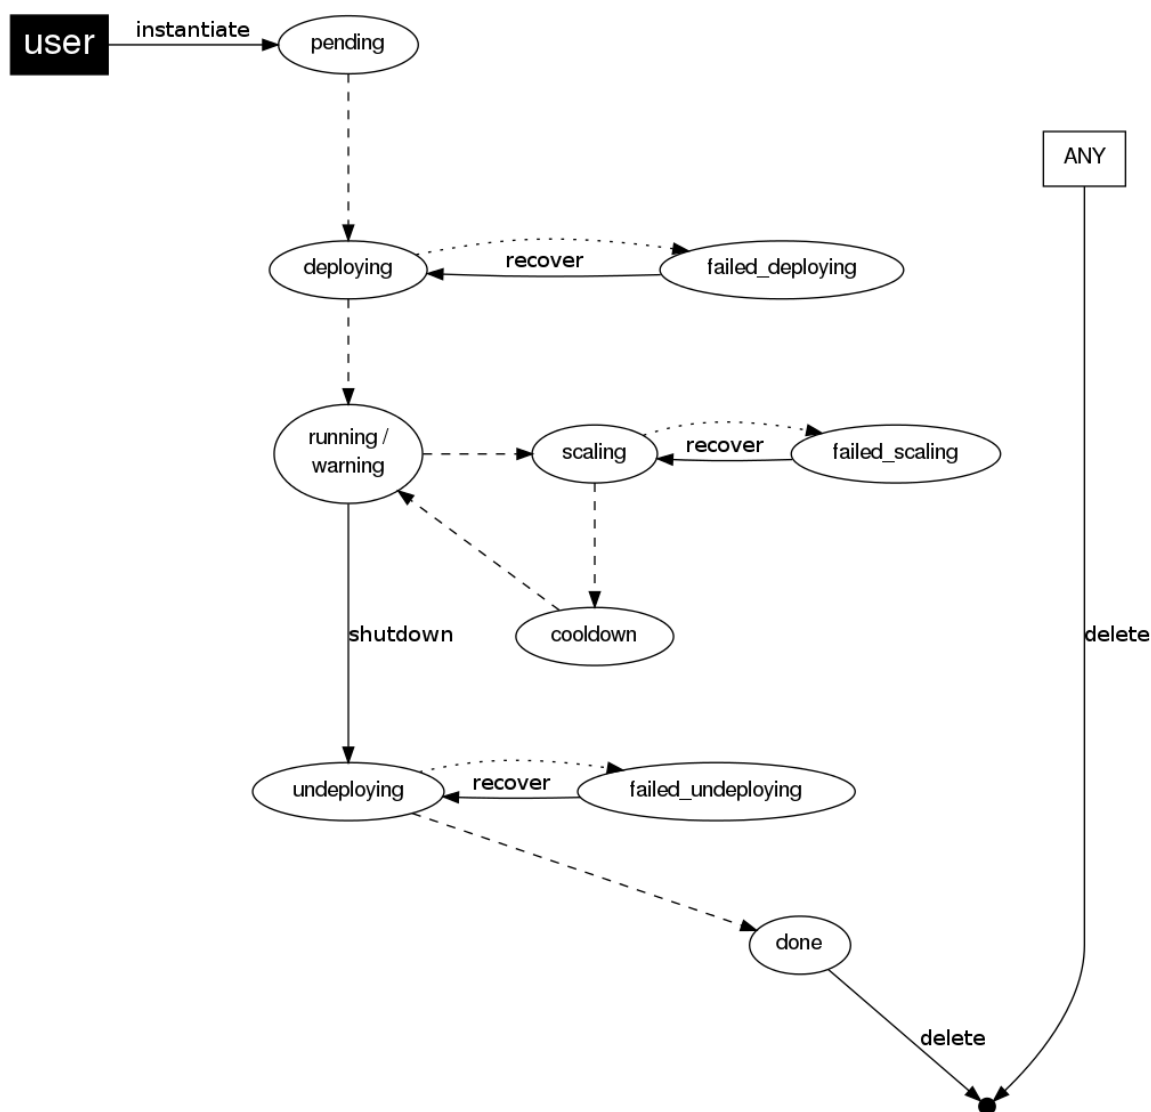 user
instantiate
pending
ANY
deploying
recover
failed_deploying
running /
warning
scaling
recover
failed_scaling
shutdown
cooldown
delete
undeploying
recover
failed_undeploying
done
delete